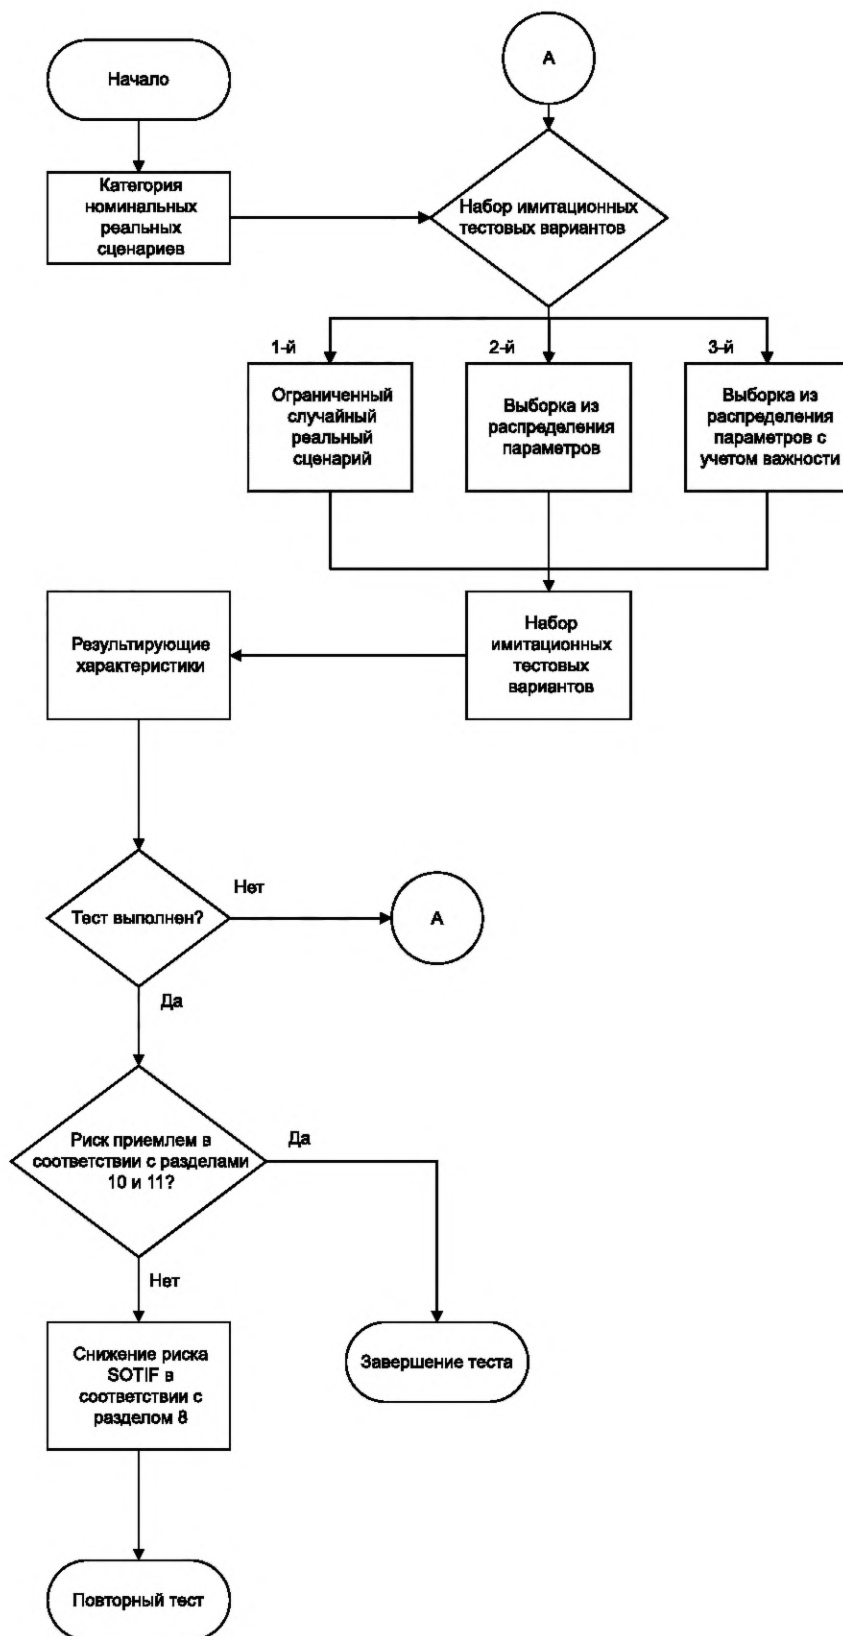 Начало
А
Категория
номинальных
реальных
сценариев
Набор имитационных
тестовых вариантов
1-й
2-й
3-й
Ограниченный
случайный
реальный
сценарий
Выборка из
распределения
параметров
Выборка из
распределения
параметров с
учетом важности
Результирующие
характеристики
Набор
имитационных
тестовых
вариантов
Тест выполнен?
Нет
А
Да
Риск приемлем в
соответствии с разделами
10 и 11?
Да
Нет
Снижение риска
SOTIF в
соответствии с
разделом 8
Завершение теста
Повторный тест